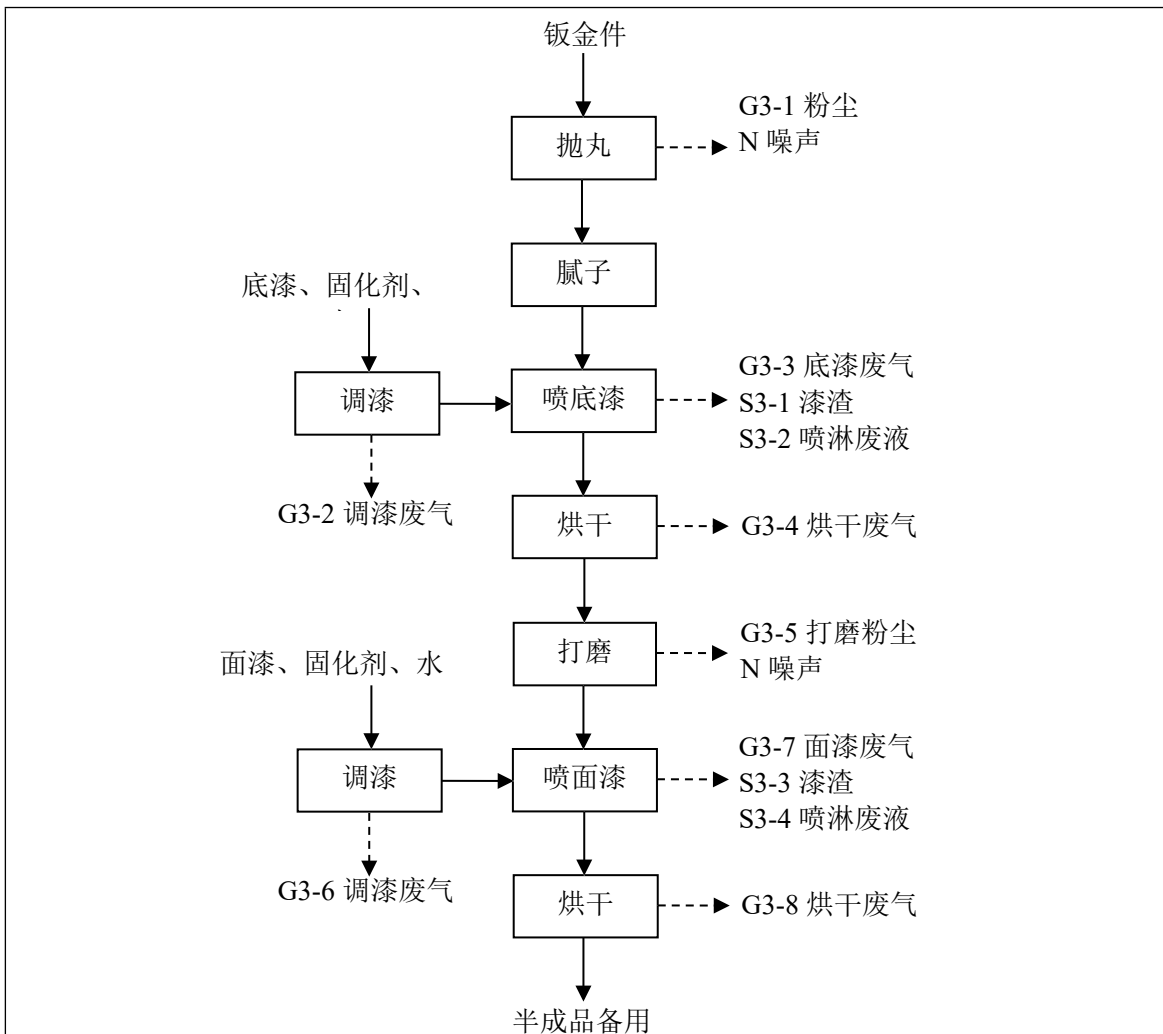 钣金件
抛丸
G3-1 粉尘
N 噪声
腻子
底漆、固化剂、
调漆
喷底漆
G3-3 底漆废气
S3-1 漆渣
S3-2 喷淋废液
G3-2 调漆废气
烘干
G3-4 烘干废气
打磨
G3-5 打磨粉尘
N 噪声
面漆、固化剂、水
调漆
喷面漆
G3-7 面漆废气
S3-3 漆渣
S3-4 喷淋废液
G3-6 调漆废气
烘干
G3-8 烘干废气
半成品备用